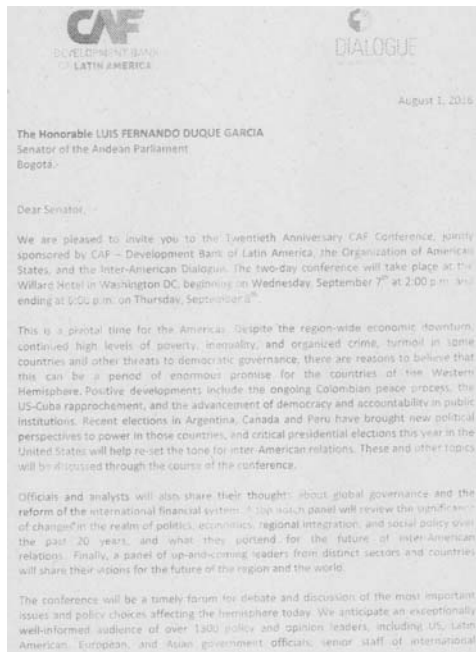 CAF
DEVELOPMENT BANK
OF LATIN AMERICA
DIALOGUE
August 1, 2016
The Honorable LUIS FERNANDO DUQUE GARCIA
Senator of the Andean Parliament
Bogotá.-
Dear Senator,
We are pleased to invite you to the Twentieth Anniversary CAF Conference, jointly
sponsored by CAF – Development Bank of Latin America, the Organization of American
States, and the Inter-American Dialogue. The two-day conference will take place at the
Willard Hotel in Washington DC, beginning on Wednesday, September 7th at 2:00 p.m. and
ending at 6:00 p.m. on Thursday, September 8th.
This is a pivotal time for the Americas. Despite the region-wide economic downturn,
continued high levels of poverty, inequality, and organized crime, turmoil in some
countries and other threats to democratic governance, there are reasons to believe that
this can be a period of enormous promise for the countries of the Western
Hemisphere. Positive developments include the ongoing Colombian peace process, the
US-Cuba rapprochement, and the advancement of democracy and accountability in public
institutions. Recent elections in Argentina, Canada and Peru have brought new political
perspectives to power in those countries, and critical presidential elections this year in the
United States will help re-set the tone for inter-American relations. These and other topics
will be discussed through the course of the conference.
Officials and analysts will also share their thoughts about global governance and the
reform of the international financial system. A top notch panel will review the significance
of changes in the realm of politics, economics, regional integration, and social policy over
the past 20 years, and what they portend for the future of inter-American
relations. Finally, a panel of up-and-coming leaders from distinct sectors and countries
will share their visions for the future of the region and the world.
The conference will be a timely forum for debate and discussion of the most important
issues and policy choices affecting the hemisphere today. We anticipate an exceptionally
well-informed audience of over 1300 policy and opinion leaders, including US, Latin
American, European, and Asian government officials, senior staff of international